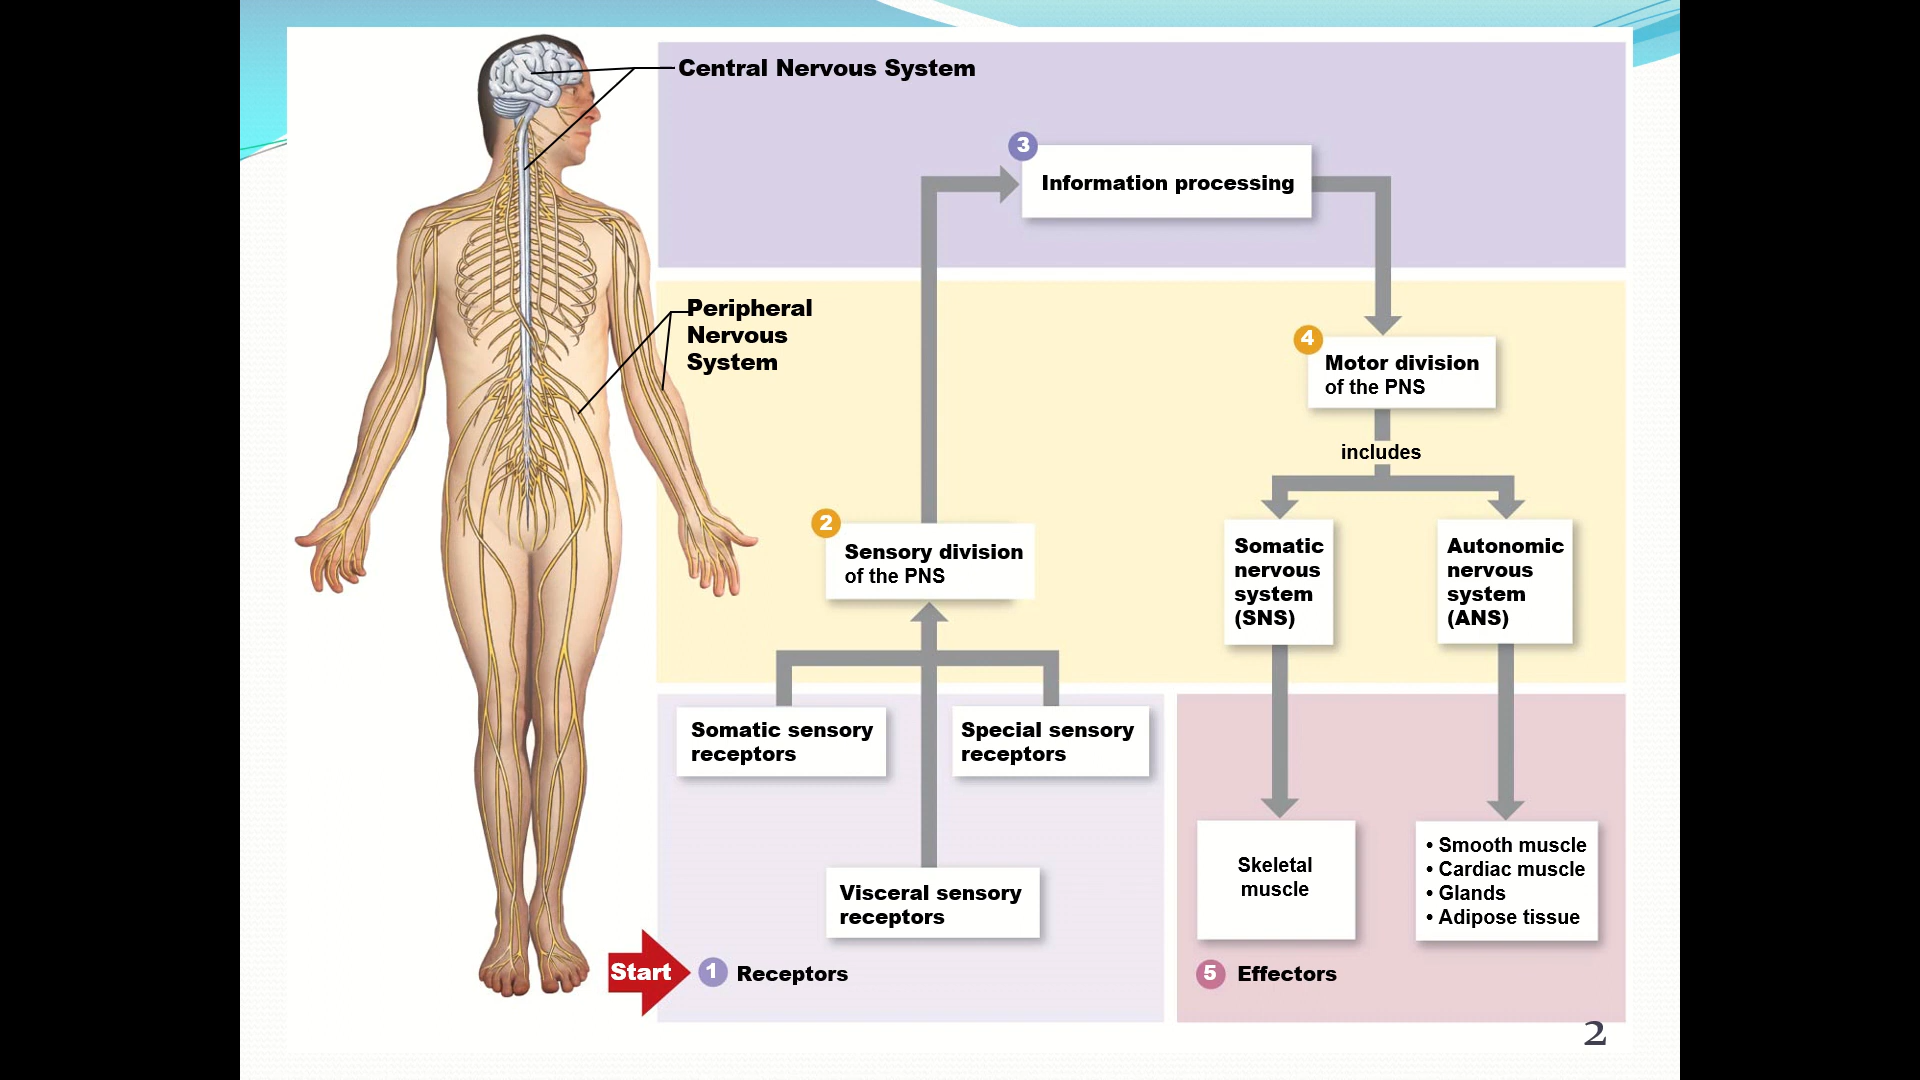 Central Nervous System
3
Information processing
Peripheral
Nervous
System
4
Motor division
of the PNS
includes
2
Sensory division
of the PNS
Somatic
nervous
system
(SNS)
Autonomic
nervous
system
(ANS)
Somatic sensory
receptors
Special sensory
receptors
Visceral sensory
receptors
Skeletal
muscle
• Smooth muscle
• Cardiac muscle
• Glands
• Adipose tissue
Start
1 Receptors
5 Effectors
2